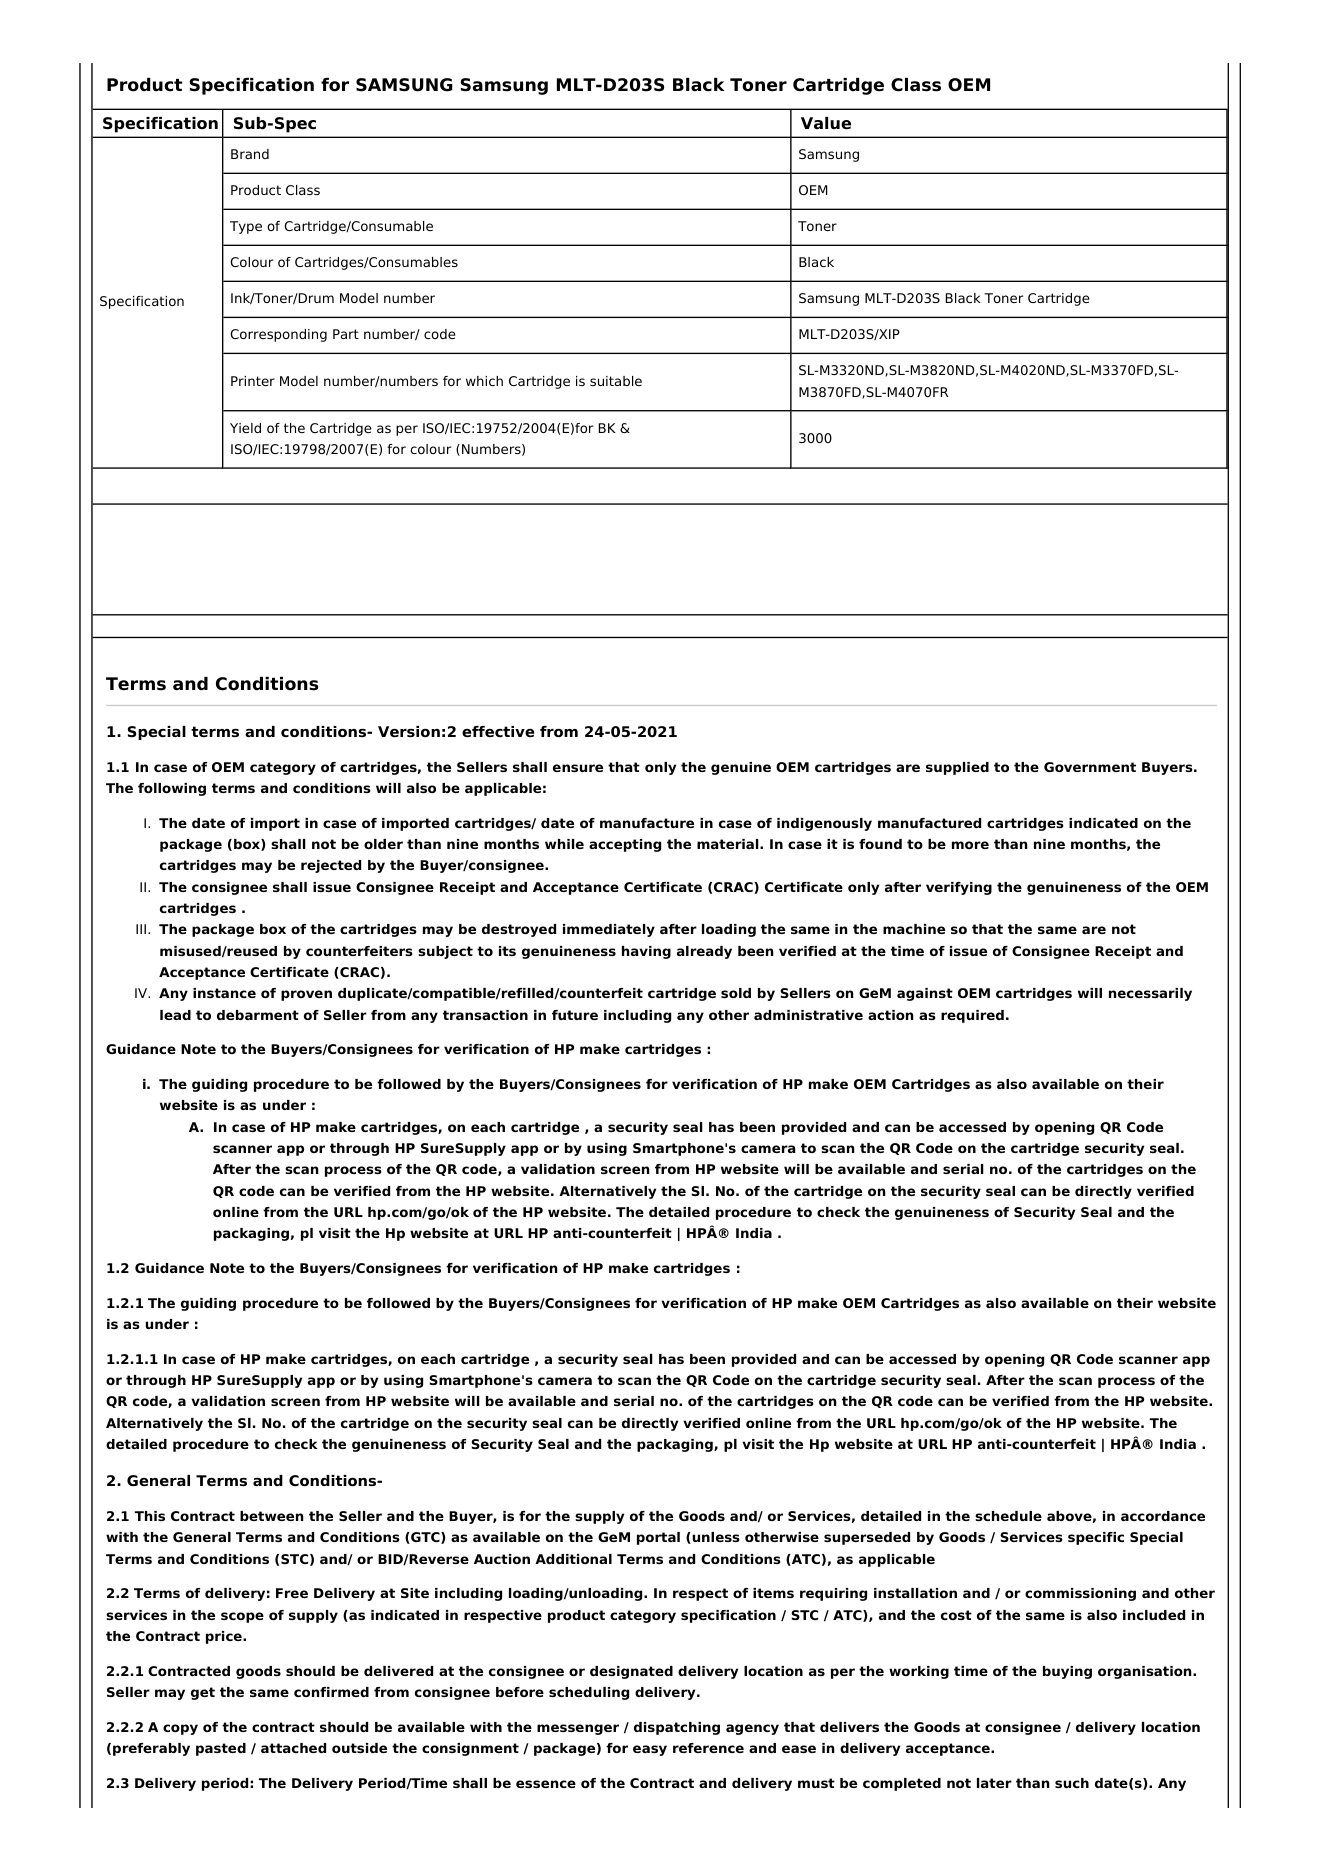 Product Specification for SAMSUNG Samsung MLT-D203S Black Toner Cartridge Class OEM
Specification Sub-Spec Value
Specification
Brand Samsung
Product Class OEM
Type of Cartridge/Consumable Toner
Colour of Cartridges/Consumables Black
Ink/Toner/Drum Model number Samsung MLT-D203S Black Toner Cartridge
Corresponding Part number/ code MLT-D203S/XIP
Printer Model number/numbers for which Cartridge is suitable
SL-M3320ND,SL-M3820ND,SL-M4020ND,SL-M3370FD,SL-
M3870FD,SL-M4070FR
Yield of the Cartridge as per ISO/IEC:19752/2004(E)for BK &
ISO/IEC:19798/2007(E) for colour (Numbers)
3000
Terms and Conditions
1. Special terms and conditions- Version:2 effective from 24-05-2021
1.1 In case of OEM category of cartridges, the Sellers shall ensure that only the genuine OEM cartridges are supplied to the Government Buyers.
The following terms and conditions will also be applicable:
I. The date of import in case of imported cartridges/ date of manufacture in case of indigenously manufactured cartridges indicated on the
package (box) shall not be older than nine months while accepting the material. In case it is found to be more than nine months, the
cartridges may be rejected by the Buyer/consignee.
II. The consignee shall issue Consignee Receipt and Acceptance Certificate (CRAC) Certificate only after verifying the genuineness of the OEM
cartridges .
III. The package box of the cartridges may be destroyed immediately after loading the same in the machine so that the same are not
misused/reused by counterfeiters subject to its genuineness having already been verified at the time of issue of Consignee Receipt and
Acceptance Certificate (CRAC).
IV. Any instance of proven duplicate/compatible/refilled/counterfeit cartridge sold by Sellers on GeM against OEM cartridges will necessarily
lead to debarment of Seller from any transaction in future including any other administrative action as required.
Guidance Note to the Buyers/Consignees for verification of HP make cartridges :
i. The guiding procedure to be followed by the Buyers/Consignees for verification of HP make OEM Cartridges as also available on their
website is as under :
A. In case of HP make cartridges, on each cartridge , a security seal has been provided and can be accessed by opening QR Code
scanner app or through HP SureSupply app or by using Smartphone's camera to scan the QR Code on the cartridge security seal.
After the scan process of the QR code, a validation screen from HP website will be available and serial no. of the cartridges on the
QR code can be verified from the HP website. Alternatively the Sl. No. of the cartridge on the security seal can be directly verified
online from the URL hp.com/go/ok of the HP website. The detailed procedure to check the genuineness of Security Seal and the
packaging, pl visit the Hp website at URL HP anti-counterfeit | HPÂ® India .
1.2 Guidance Note to the Buyers/Consignees for verification of HP make cartridges :
1.2.1 The guiding procedure to be followed by the Buyers/Consignees for verification of HP make OEM Cartridges as also available on their website
is as under :
1.2.1.1 In case of HP make cartridges, on each cartridge , a security seal has been provided and can be accessed by opening QR Code scanner app
or through HP SureSupply app or by using Smartphone's camera to scan the QR Code on the cartridge security seal. After the scan process of the
QR code, a validation screen from HP website will be available and serial no. of the cartridges on the QR code can be verified from the HP website.
Alternatively the Sl. No. of the cartridge on the security seal can be directly verified online from the URL hp.com/go/ok of the HP website. The
detailed procedure to check the genuineness of Security Seal and the packaging, pl visit the Hp website at URL HP anti-counterfeit | HPÂ® India .
2. General Terms and Conditions-
2.1 This Contract between the Seller and the Buyer, is for the supply of the Goods and/ or Services, detailed in the schedule above, in accordance
with the General Terms and Conditions (GTC) as available on the GeM portal (unless otherwise superseded by Goods / Services specific Special
Terms and Conditions (STC) and/ or BID/Reverse Auction Additional Terms and Conditions (ATC), as applicable
2.2 Terms of delivery: Free Delivery at Site including loading/unloading. In respect of items requiring installation and / or commissioning and other
services in the scope of supply (as indicated in respective product category specification / STC / ATC), and the cost of the same is also included in
the Contract price.
2.2.1 Contracted goods should be delivered at the consignee or designated delivery location as per the working time of the buying organisation.
Seller may get the same confirmed from consignee before scheduling delivery.
2.2.2 A copy of the contract should be available with the messenger / dispatching agency that delivers the Goods at consignee / delivery location
(preferably pasted / attached outside the consignment / package) for easy reference and ease in delivery acceptance.
2.3 Delivery period: The Delivery Period/Time shall be essence of the Contract and delivery must be completed not later than such date(s). Any